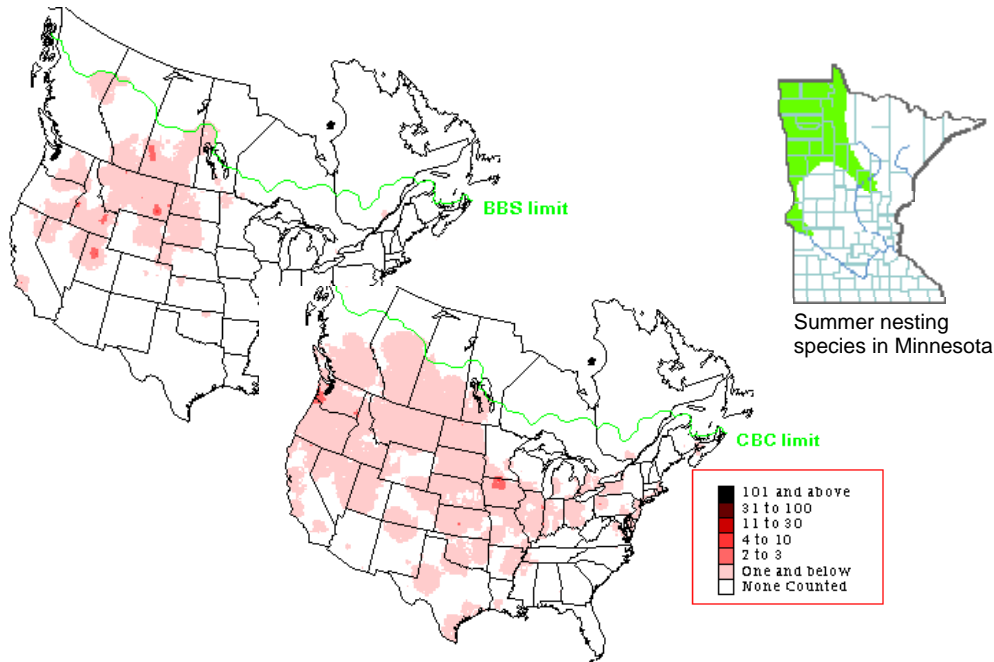 BBS limit
Summer nesting
species in Minnesota
CBC limit
101 and above
31 to 100
11 to 30
4 to 10
2 to 3
One and below
None Counted